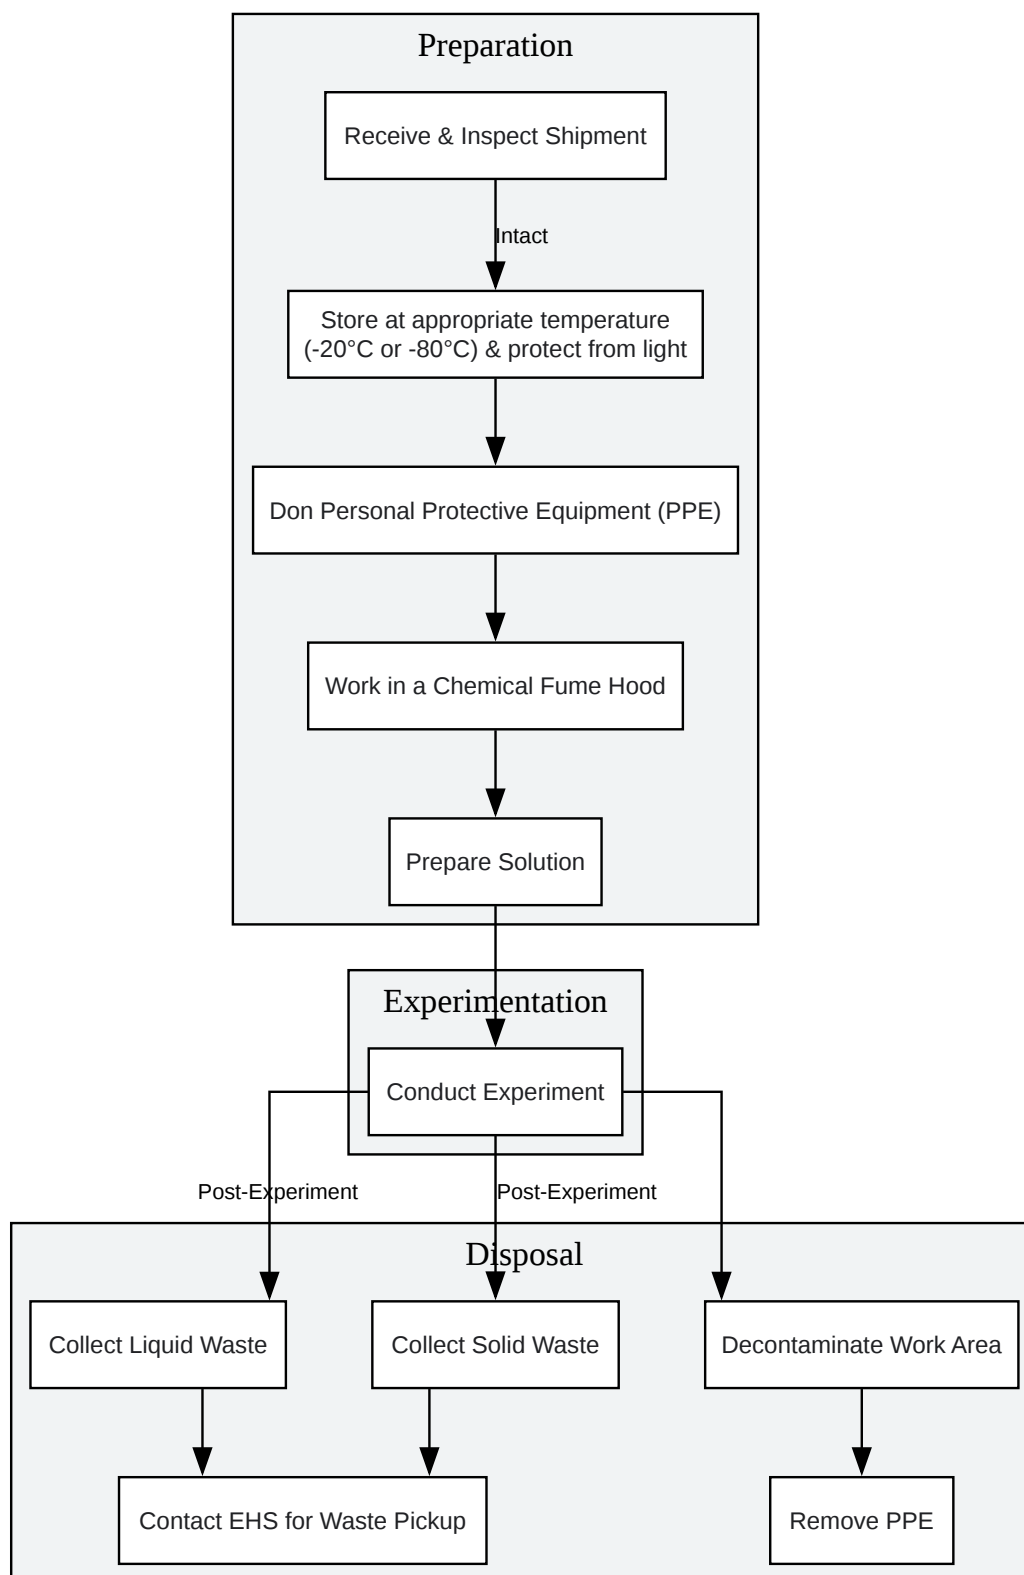 Preparation
Receive & Inspect Shipment
Intact
Store at appropriate temperature
(-20°C or -80°C) & protect from light
Don Personal Protective Equipment (PPE)
Work in a Chemical Fume Hood
Prepare Solution
Experimentation
Conduct Experiment
Post-Experiment
Post-Experiment
Disposal
Collect Liquid Waste
Collect Solid Waste
Decontaminate Work Area
Contact EHS for Waste Pickup
Remove PPE